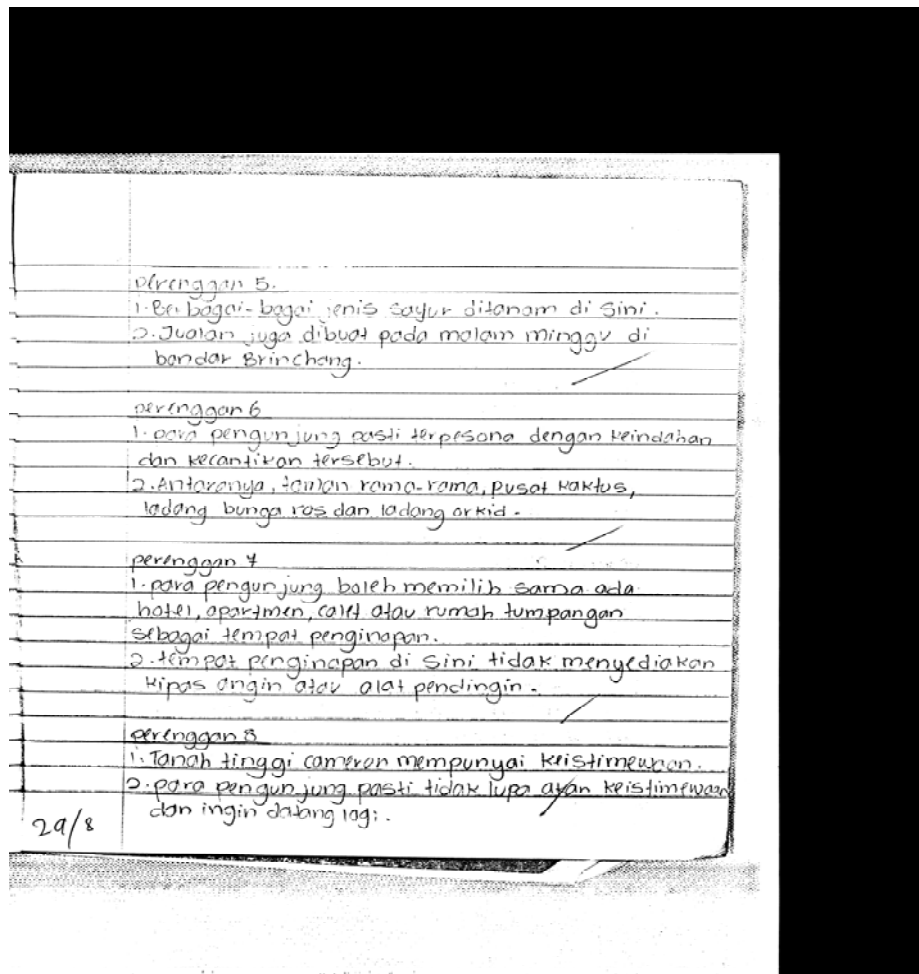 perenggan 5.
1. Berbagai-bagai jenis sayur ditanam di sini.
2. Jualan juga dibuat pada malam minggu di
bandar Brinchang.
perenggan 6
1. para pengunjung pasti terpesona dengan keindahan
dan kecantikan tersebut.
2. Antaranya, taman rama-rama, pusat kaktus,
ladang bunga ros dan ladang orkid.
perenggan 7
1. para pengunjung boleh memilih sama ada
hotel, apartmen, calet atau rumah tumpangan
sebagai tempat penginapan.
2. tempat penginapan di sini tidak menyediakan
kipas angin atau alat pendingin.
perenggan 8
1. Tanah tinggi cameron mempunyai keistimewaan.
2. para pengunjung pasti tidak lupa akan keistimewaan
dan ingin datang lagi.
29/8